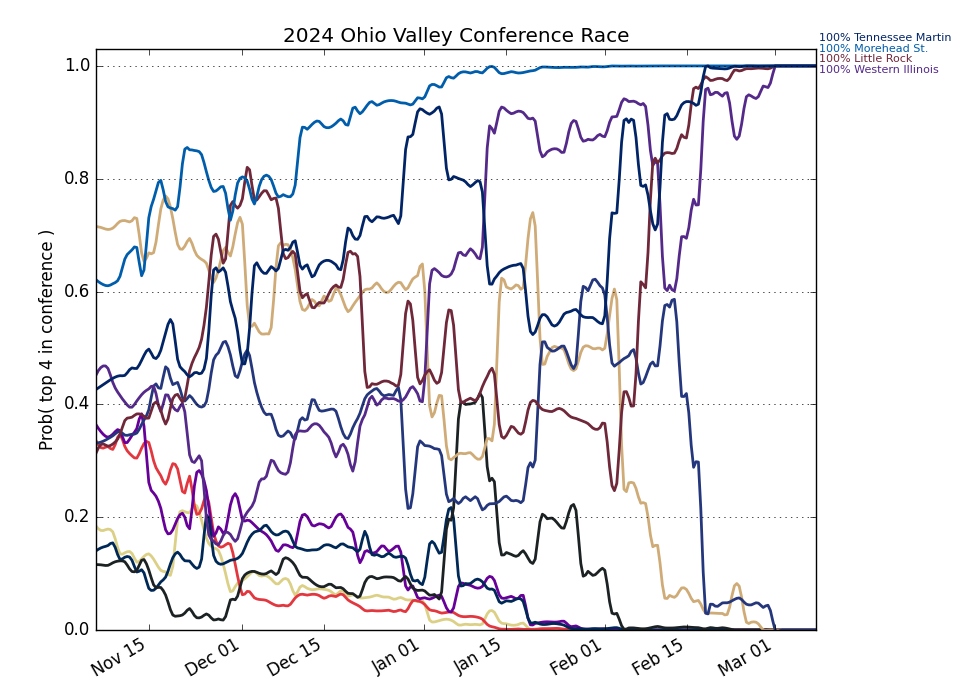 2024 Ohio Valley Conference Race
100% Tennessee Martin
100% Morehead St.
100% Little Rock
100% Western Illinois
Prob( top 4 in conference )
1.0
0.8
0.6
0.4
0.2
0.0
Nov 15
Dec 01
Dec 15
Jan 01
Jan 15
Feb 01
Feb 15
Mar 01